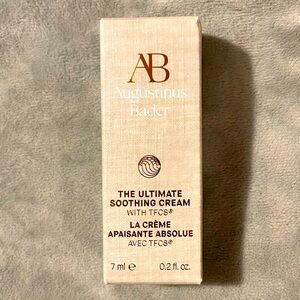 AB
Augustinus
Bader
THE ULTIMATE
SOOTHING CREAM
WITH TFC8®
LA CRÈME
APAISANTE ABSOLUE
AVEC TFC8®
7 ml ℮ 0.2 fl. oz.